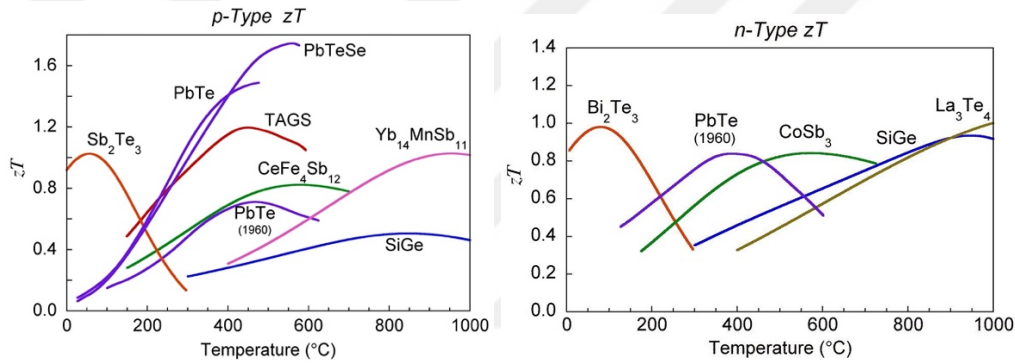 p-Type zT
zT
1.6
1.2
0.8
0.4
0.0
0
200
400
600
800
1000
Temperature (°C)
PbTeSe
PbTe
TAGS
Sb2Te3
Yb14MnSb11
CeFe4Sb12
PbTe
(1960)
SiGe
n-Type zT
zT
1.4
1.2
1.0
0.8
0.6
0.4
0.2
0.0
0
200
400
600
800
1000
Temperature (°C)
Bi2Te3
La3Te4
PbTe
(1960)
CoSb3
SiGe